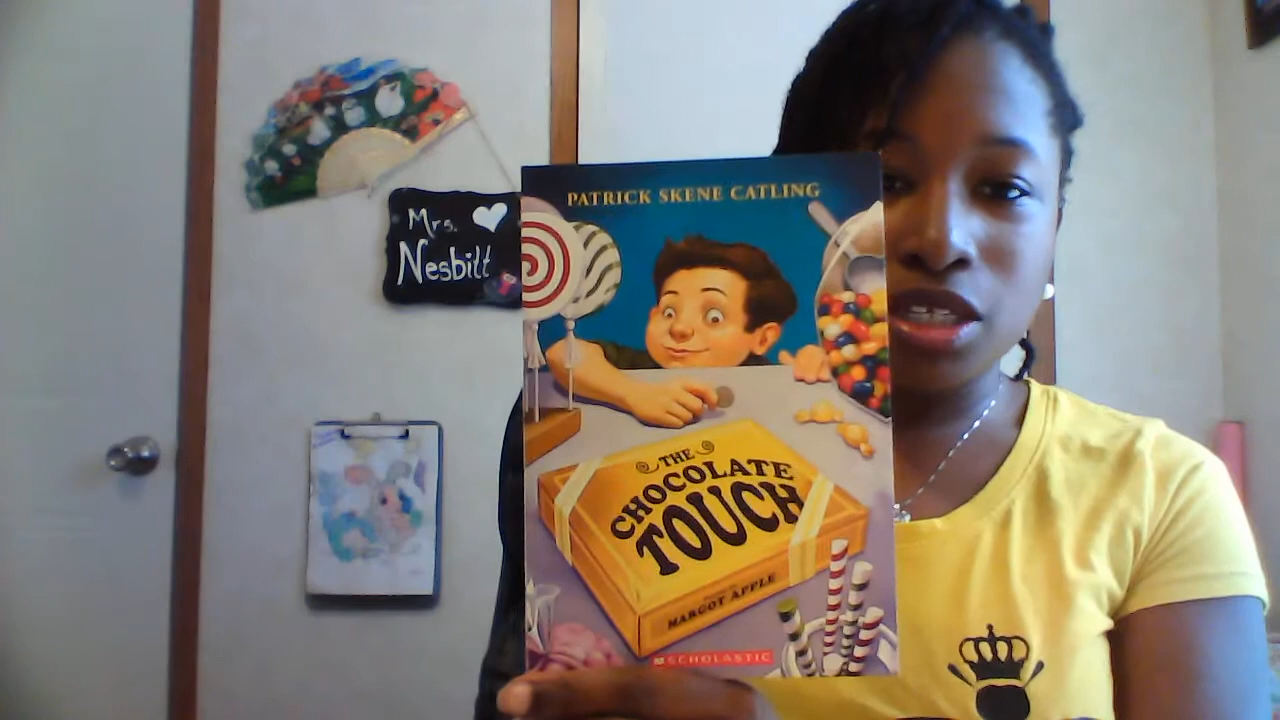 Mrs.
Nesbitt
PATRICK SKENE CATLING
THE
CHOCOLATE
TOUCH
MARGOT APPLE
SCHOLASTIC